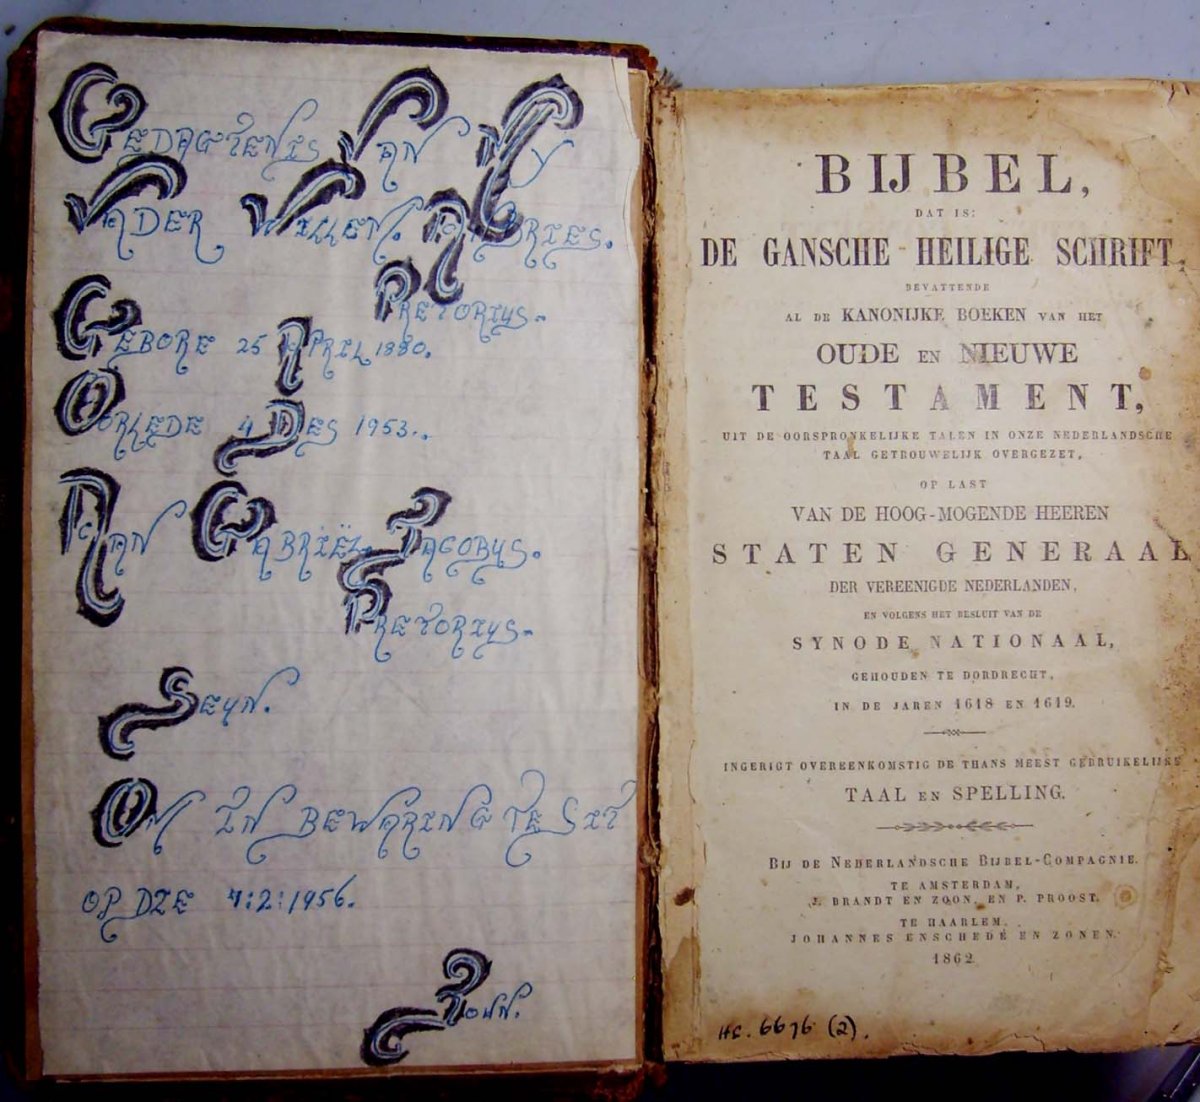 Gedagtenis Van My
Vader Willem. Andries.
Pretorius.
Gebore 25 April 1880.
Oorlede 4 Des 1953..
Aan Gabriël. Jacobus.
Pretorius.
Seun.
Om in bewaring te sit
op die :2:1956.
John.
BIJBEL,
DAT IS:
DE GANSCHE HEILIGE SCHRIFT,
BEVATTENDE
AL DE KANONIJKE BOEKEN VAN HET
OUDE EN NIEUWE
TESTAMENT,
UIT DE OORSPRONKELIJKE TALEN IN ONZE NEDERLANDSCHE
TAAL GETROUWELIJK OVERGEZET,
OP LAST
VAN DE HOOG-MOGENDE HEEREN
STATEN GENERAAL
DER VEREENIGDE NEDERLANDEN,
EN VOLGENS HET BESLUIT VAN DE
SYNODE NATIONAAL,
GEHOUDEN TE DORDRECHT,
IN DE JAREN 1618 EN 1619.
INGERIGT OVEREENKOMSTIG DE THANS MEEST GEBRUIKELIJKE
TAAL EN SPELLING.
BIJ DE NEDERLANDSCHE BIJBEL-COMPAGNIE.
TE AMSTERDAM,
J. BRANDT EN ZOON, EN P. PROOST.
TE HAARLEM,
JOHANNES ENSCHEDÉ EN ZONEN.
1862
HC. 6676 (2).